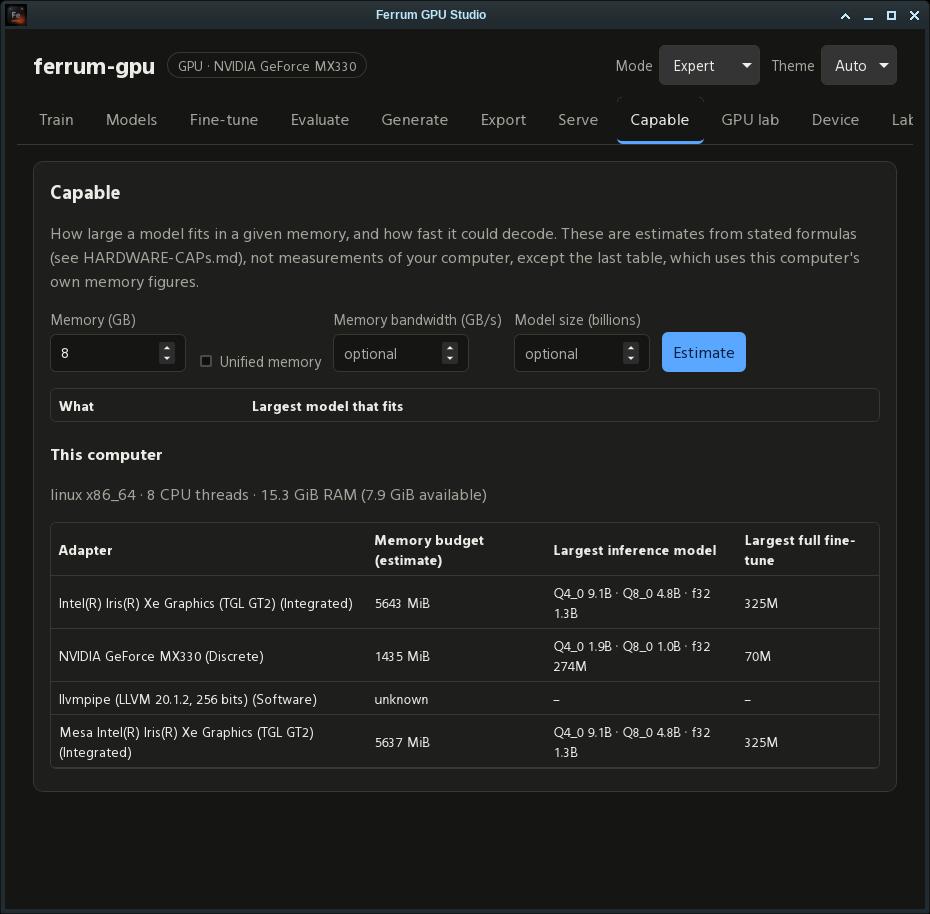 Fe
Ferrum GPU Studio
ferrum-gpu
GPU · NVIDIA GeForce MX330
Mode
Expert
Theme
Auto
Train
Models
Fine-tune
Evaluate
Generate
Export
Serve
Capable
GPU lab
Device
Lab
Capable
How large a model fits in a given memory, and how fast it could decode. These are estimates from stated formulas
(see HARDWARE-CAPs.md), not measurements of your computer, except the last table, which uses this computer's
own memory figures.
Memory (GB)
8
Unified memory
Memory bandwidth (GB/s)
optional
Model size (billions)
optional
Estimate
What
Largest model that fits
This computer
linux x86_64 · 8 CPU threads · 15.3 GiB RAM (7.9 GiB available)
Adapter
Memory budget
(estimate)
Largest inference model
Largest full fine-
tune
Intel(R) Iris(R) Xe Graphics (TGL GT2) (Integrated)
5643 MiB
Q4_0 9.1B · Q8_0 4.8B · f32
1.3B
325M
NVIDIA GeForce MX330 (Discrete)
1435 MiB
Q4_0 1.9B · Q8_0 1.0B · f32
274M
70M
llvmpipe (LLVM 20.1.2, 256 bits) (Software)
unknown
–
–
Mesa Intel(R) Iris(R) Xe Graphics (TGL GT2)
(Integrated)
5637 MiB
Q4_0 9.1B · Q8_0 4.8B · f32
1.3B
325M